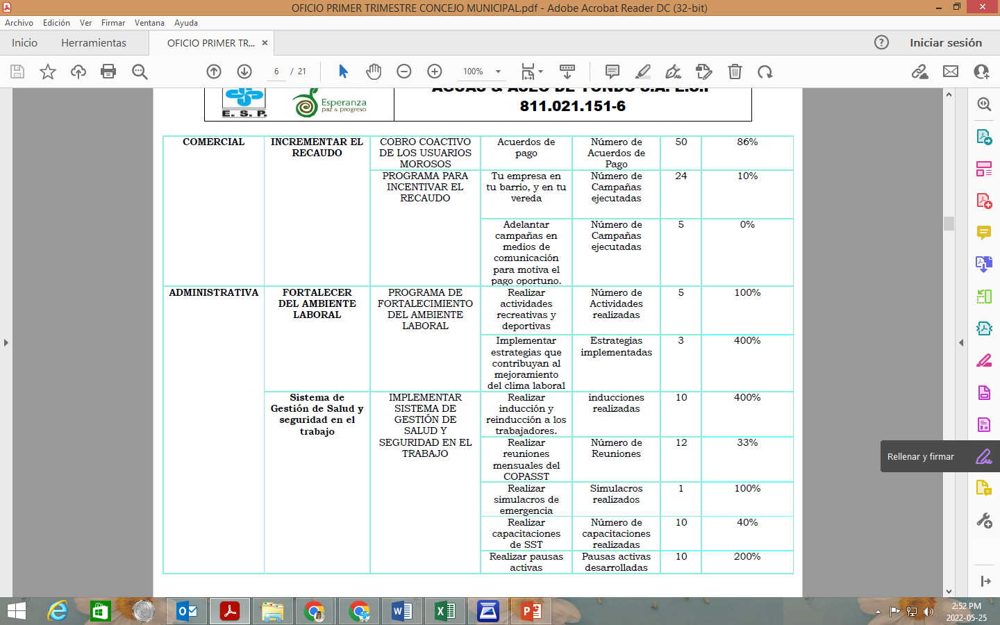 OFICIO PRIMER TRIMESTRE CONCEJO MUNICIPAL.pdf - Adobe Acrobat Reader DC (32-bit)
Archivo Edición Ver Firmar Ventana Ayuda
Inicio Herramientas OFICIO PRIMER TR... × Iniciar sesión
6 / 21 100%
AGUAS & ASEO DE YONDO S.A. E.S.P
811.021.151-6
E. S. P.
Esperanza
paz & progreso
COMERCIAL
INCREMENTAR EL
RECAUDO
COBRO COACTIVO
DE LOS USUARIOS
MOROSOS
Acuerdos de
pago
Número de
Acuerdos de
Pago
50
86%
PROGRAMA PARA
INCENTIVAR EL
RECAUDO
Tu empresa en
tu barrio, y en tu
vereda
Número de
Campañas
ejecutadas
24
10%
Adelantar
campañas en
medios de
comunicación
para motiva el
pago oportuno.
Número de
Campañas
ejecutadas
5
0%
ADMINISTRATIVA
FORTALECER
DEL AMBIENTE
LABORAL
PROGRAMA DE
FORTALECIMIENTO
DEL AMBIENTE
LABORAL
Realizar
actividades
recreativas y
deportivas
Número de
Actividades
realizadas
5
100%
Implementar
estrategias que
contribuyan al
mejoramiento
del clima laboral
Estrategias
implementadas
3
400%
Sistema de
Gestión de Salud y
seguridad en el
trabajo
IMPLEMENTAR
SISTEMA DE
GESTIÓN DE
SALUD Y
SEGURIDAD EN EL
TRABAJO
Realizar
inducción y
reinducción a los
trabajadores.
inducciones
realizadas
10
400%
Realizar
reuniones
mensuales del
COPASST
Número de
Reuniones
12
33%
Realizar
simulacros de
emergencia
Simulacros
realizados
1
100%
Realizar
capacitaciones
de SST
Número de
capacitaciones
realizadas
10
40%
Realizar pausas
activas
Pausas activas
desarrolladas
10
200%
Rellenar y firmar
2:52 PM
2022-05-25